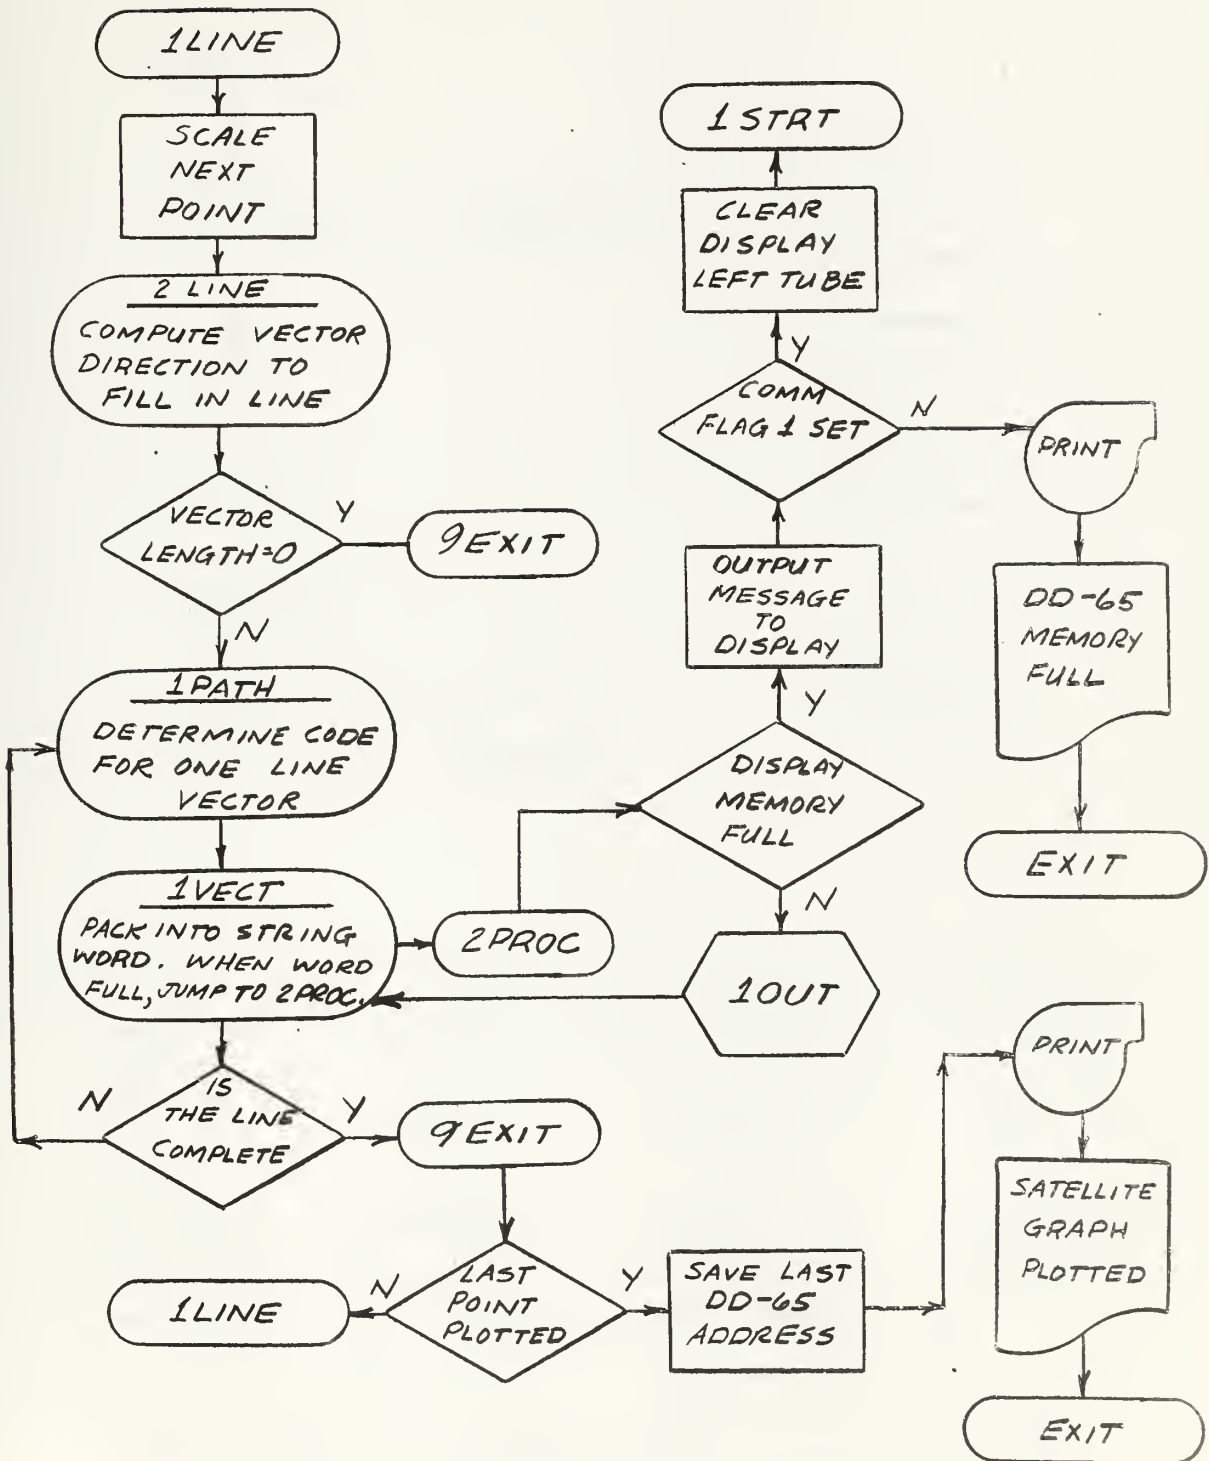 1LINE
SCALE
NEXT
POINT
2 LINE
COMPUTE VECTOR
DIRECTION TO
FILL IN LINE
VECTOR
LENGTH=0
Y
9EXIT
N
1PATH
DETERMINE CODE
FOR ONE LINE
VECTOR
1VECT
PACK INTO STRING
WORD. WHEN WORD
FULL, JUMP TO 2PROC.
2PROC
IS
THE LINE
COMPLETE
N
Y
9EXIT
LAST
POINT
PLOTTED
N
1LINE
Y
SAVE LAST
DD-65
ADDRESS
PRINT
SATELLITE
GRAPH
PLOTTED
EXIT
1 STRT
CLEAR
DISPLAY
LEFT TUBE
Y
COMM
FLAG 1 SET
N
PRINT
DD-65
MEMORY
FULL
EXIT
OUTPUT
MESSAGE
TO
DISPLAY
Y
DISPLAY
MEMORY
FULL
N
1OUT